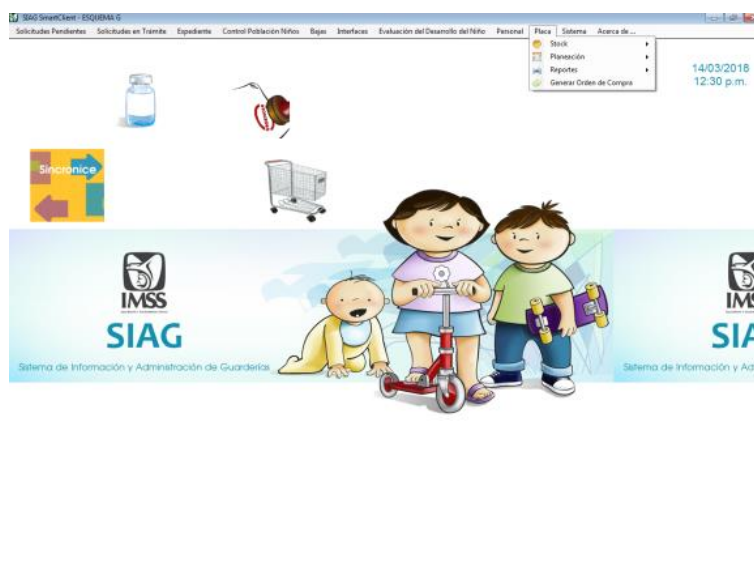 SIAG SmartClient - ESQUEMA G
Solicitudes Pendientes Solicitudes en Tramite Expediente Control Población Niños Bajas Interfaces Evaluación del Desarrollo del Niño Personal Placa Sistema Acerca de ...
Stock
Planeación
Reportes
Generar Orden de Compra
14/03/2018
12:30 p.m.
Sincronice
IMSS
SIAG
Sistema de Información y Administración de Guarderías
IMSS
SIA
Sistema de Información y Ad